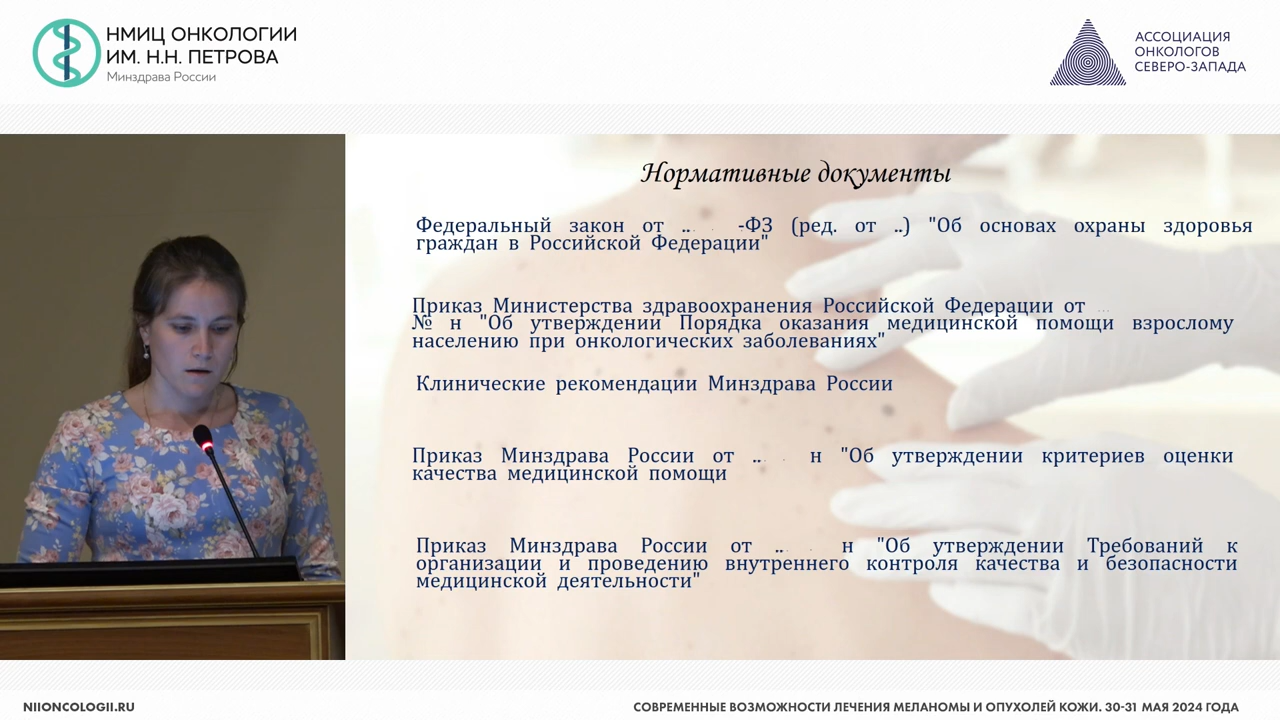 НМИЦ ОНКОЛОГИИ
ИМ. Н.Н. ПЕТРОВА
Минздрава России
АССОЦИАЦИЯ
ОНКОЛОГОВ
СЕВЕРО-ЗАПАДА
Нормативные документы
Федеральный закон от .. -ФЗ (ред. от ..) "Об основах охраны здоровья
граждан в Российской Федерации"
Приказ Министерства здравоохранения Российской Федерации от
№ н "Об утверждении Порядка оказания медицинской помощи взрослому
населению при онкологических заболеваниях"
Клинические рекомендации Минздрава России
Приказ Минздрава России от .. н "Об утверждении критериев оценки
качества медицинской помощи
Приказ Минздрава России от .. н "Об утверждении Требований к
организации и проведению внутреннего контроля качества и безопасности
медицинской деятельности"
NIIONCOLOGII.RU
СОВРЕМЕННЫЕ ВОЗМОЖНОСТИ ЛЕЧЕНИЯ МЕЛАНОМЫ И ОПУХОЛЕЙ КОЖИ. 30-31 МАЯ 2024 ГОДА